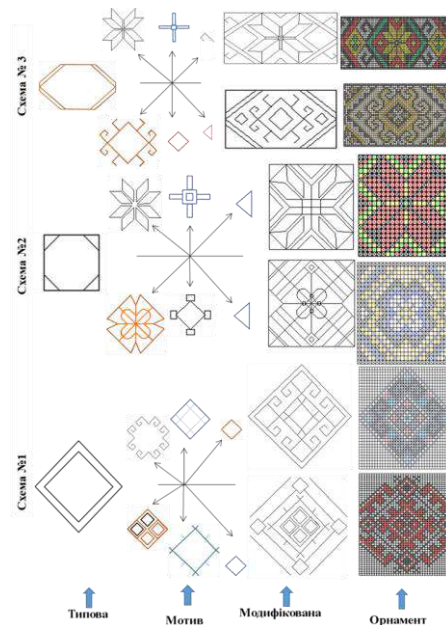 Схема № 3
Схема №2
Схема №1
Типова
Мотив
Модифікована
Орнамент